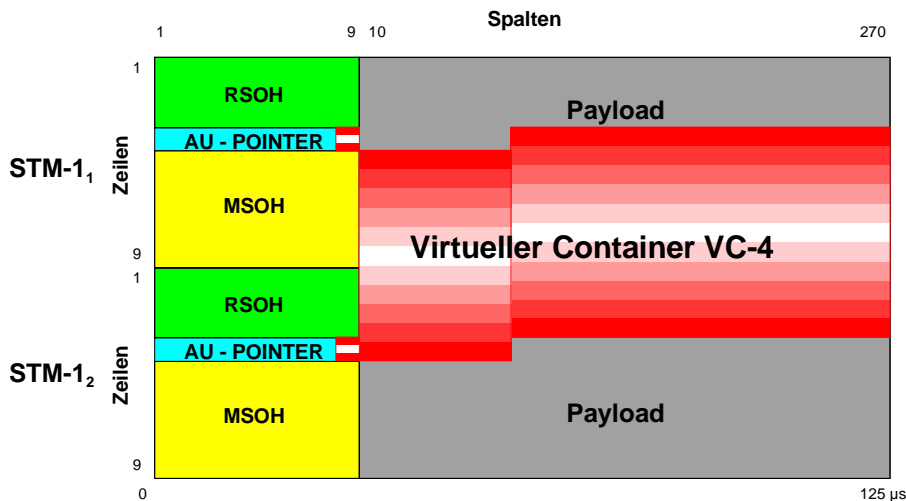 Spalten
1 9 10 270
1
RSOH
Payload
AU - POINTER
STM-1₁
Zeilen
MSOH
Virtueller Container VC-4
9
1
RSOH
AU - POINTER
STM-1₂
Zeilen
MSOH
Payload
9
0 125 µs